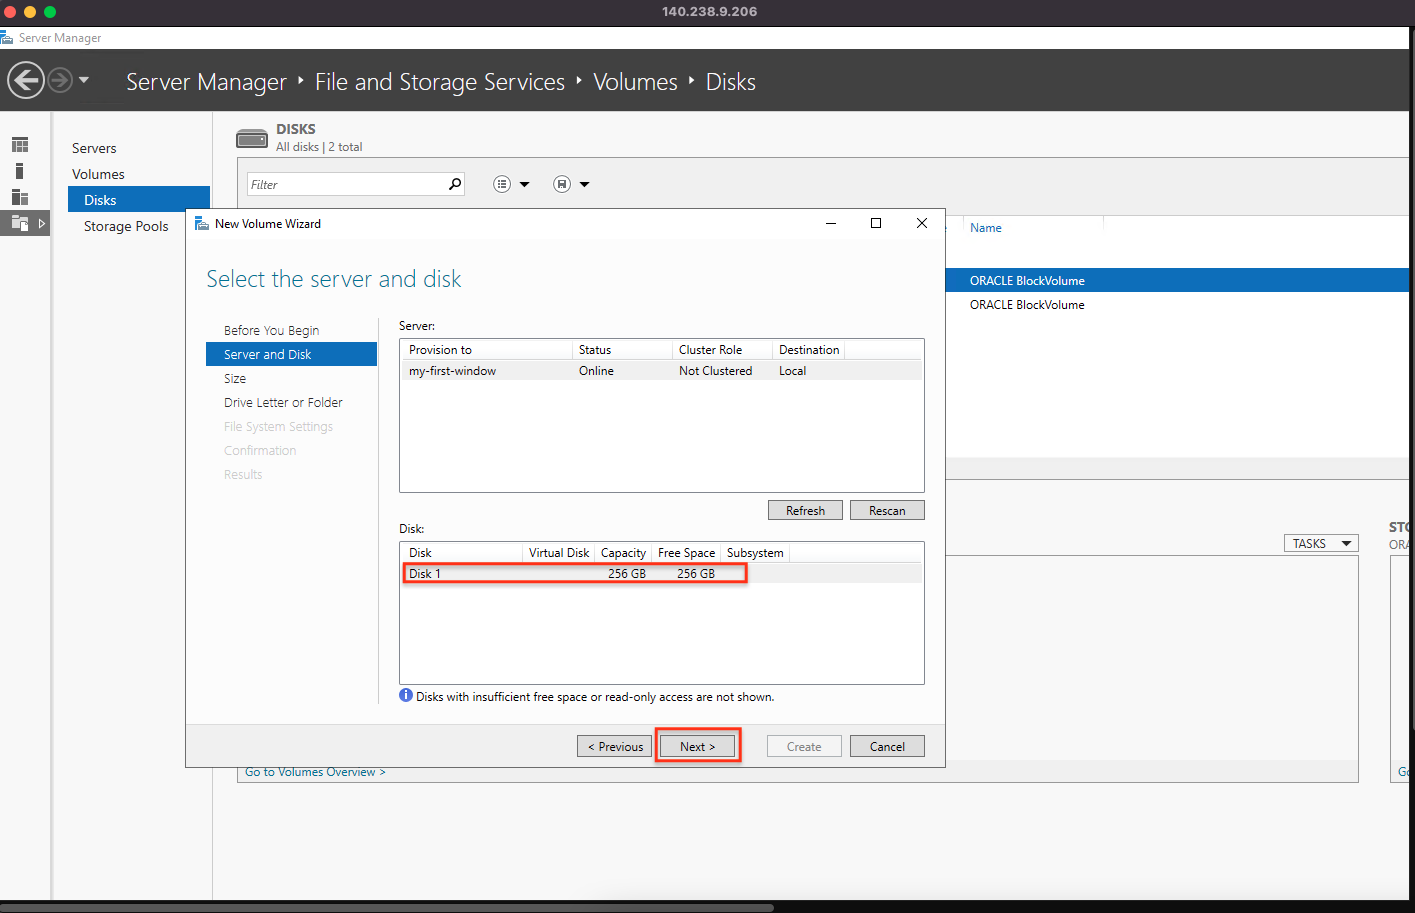 140.238.9.206
Server Manager
Server Manager ‣ File and Storage Services ‣ Volumes ‣ Disks
Servers
Volumes
Disks
Storage Pools
DISKS
All disks | 2 total
Filter
Name
ORACLE BlockVolume
ORACLE BlockVolume
New Volume Wizard
Select the server and disk
Before You Begin
Server and Disk
Size
Drive Letter or Folder
File System Settings
Confirmation
Results
Server:
Provision to Status Cluster Role Destination
my-first-window Online Not Clustered Local
Refresh Rescan
Disk:
Disk Virtual Disk Capacity Free Space Subsystem
Disk 1 256 GB 256 GB
Disks with insufficient free space or read-only access are not shown.
< Previous Next > Create Cancel
TASKS
STO
ORA
Go to Volumes Overview >
Go